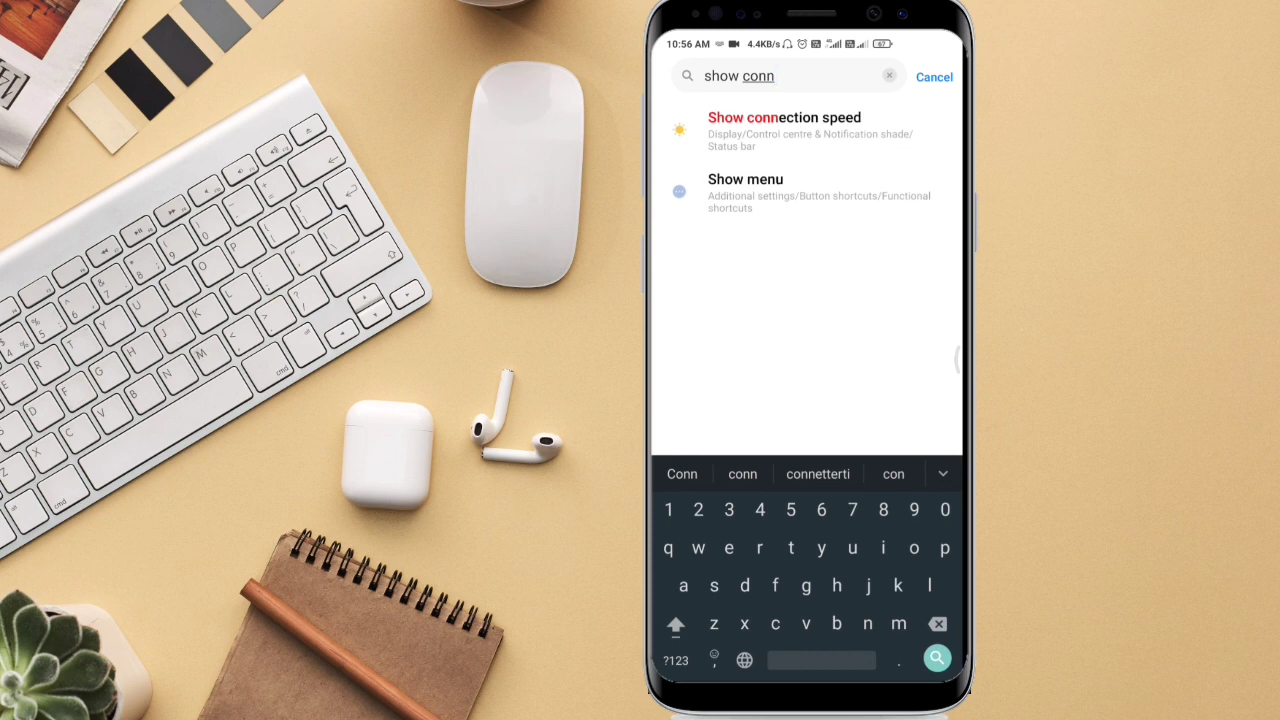 10:56 AM 4.4KB/s 67
show conn
Cancel
Show connection speed
Display/Control centre & Notification shade/
Status bar
Show menu
Additional settings/Button shortcuts/Functional
shortcuts
Conn conn connetterti con
1 2 3 4 5 6 7 8 9 0
q w e r t y u i o p
a s d f g h j k l
z x c v b n m
?123 , .